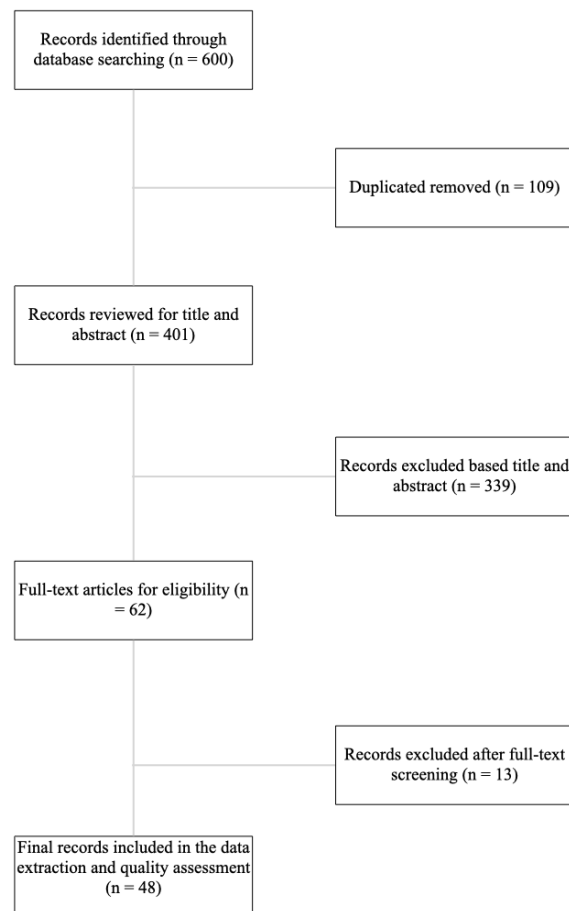 Records identified through
database searching (n = 600)
Duplicated removed (n = 109)
Records reviewed for title and
abstract (n = 401)
Records excluded based title and
abstract (n = 339)
Full-text articles for eligibility (n
= 62)
Records excluded after full-text
screening (n = 13)
Final records included in the data
extraction and quality assessment
(n = 48)